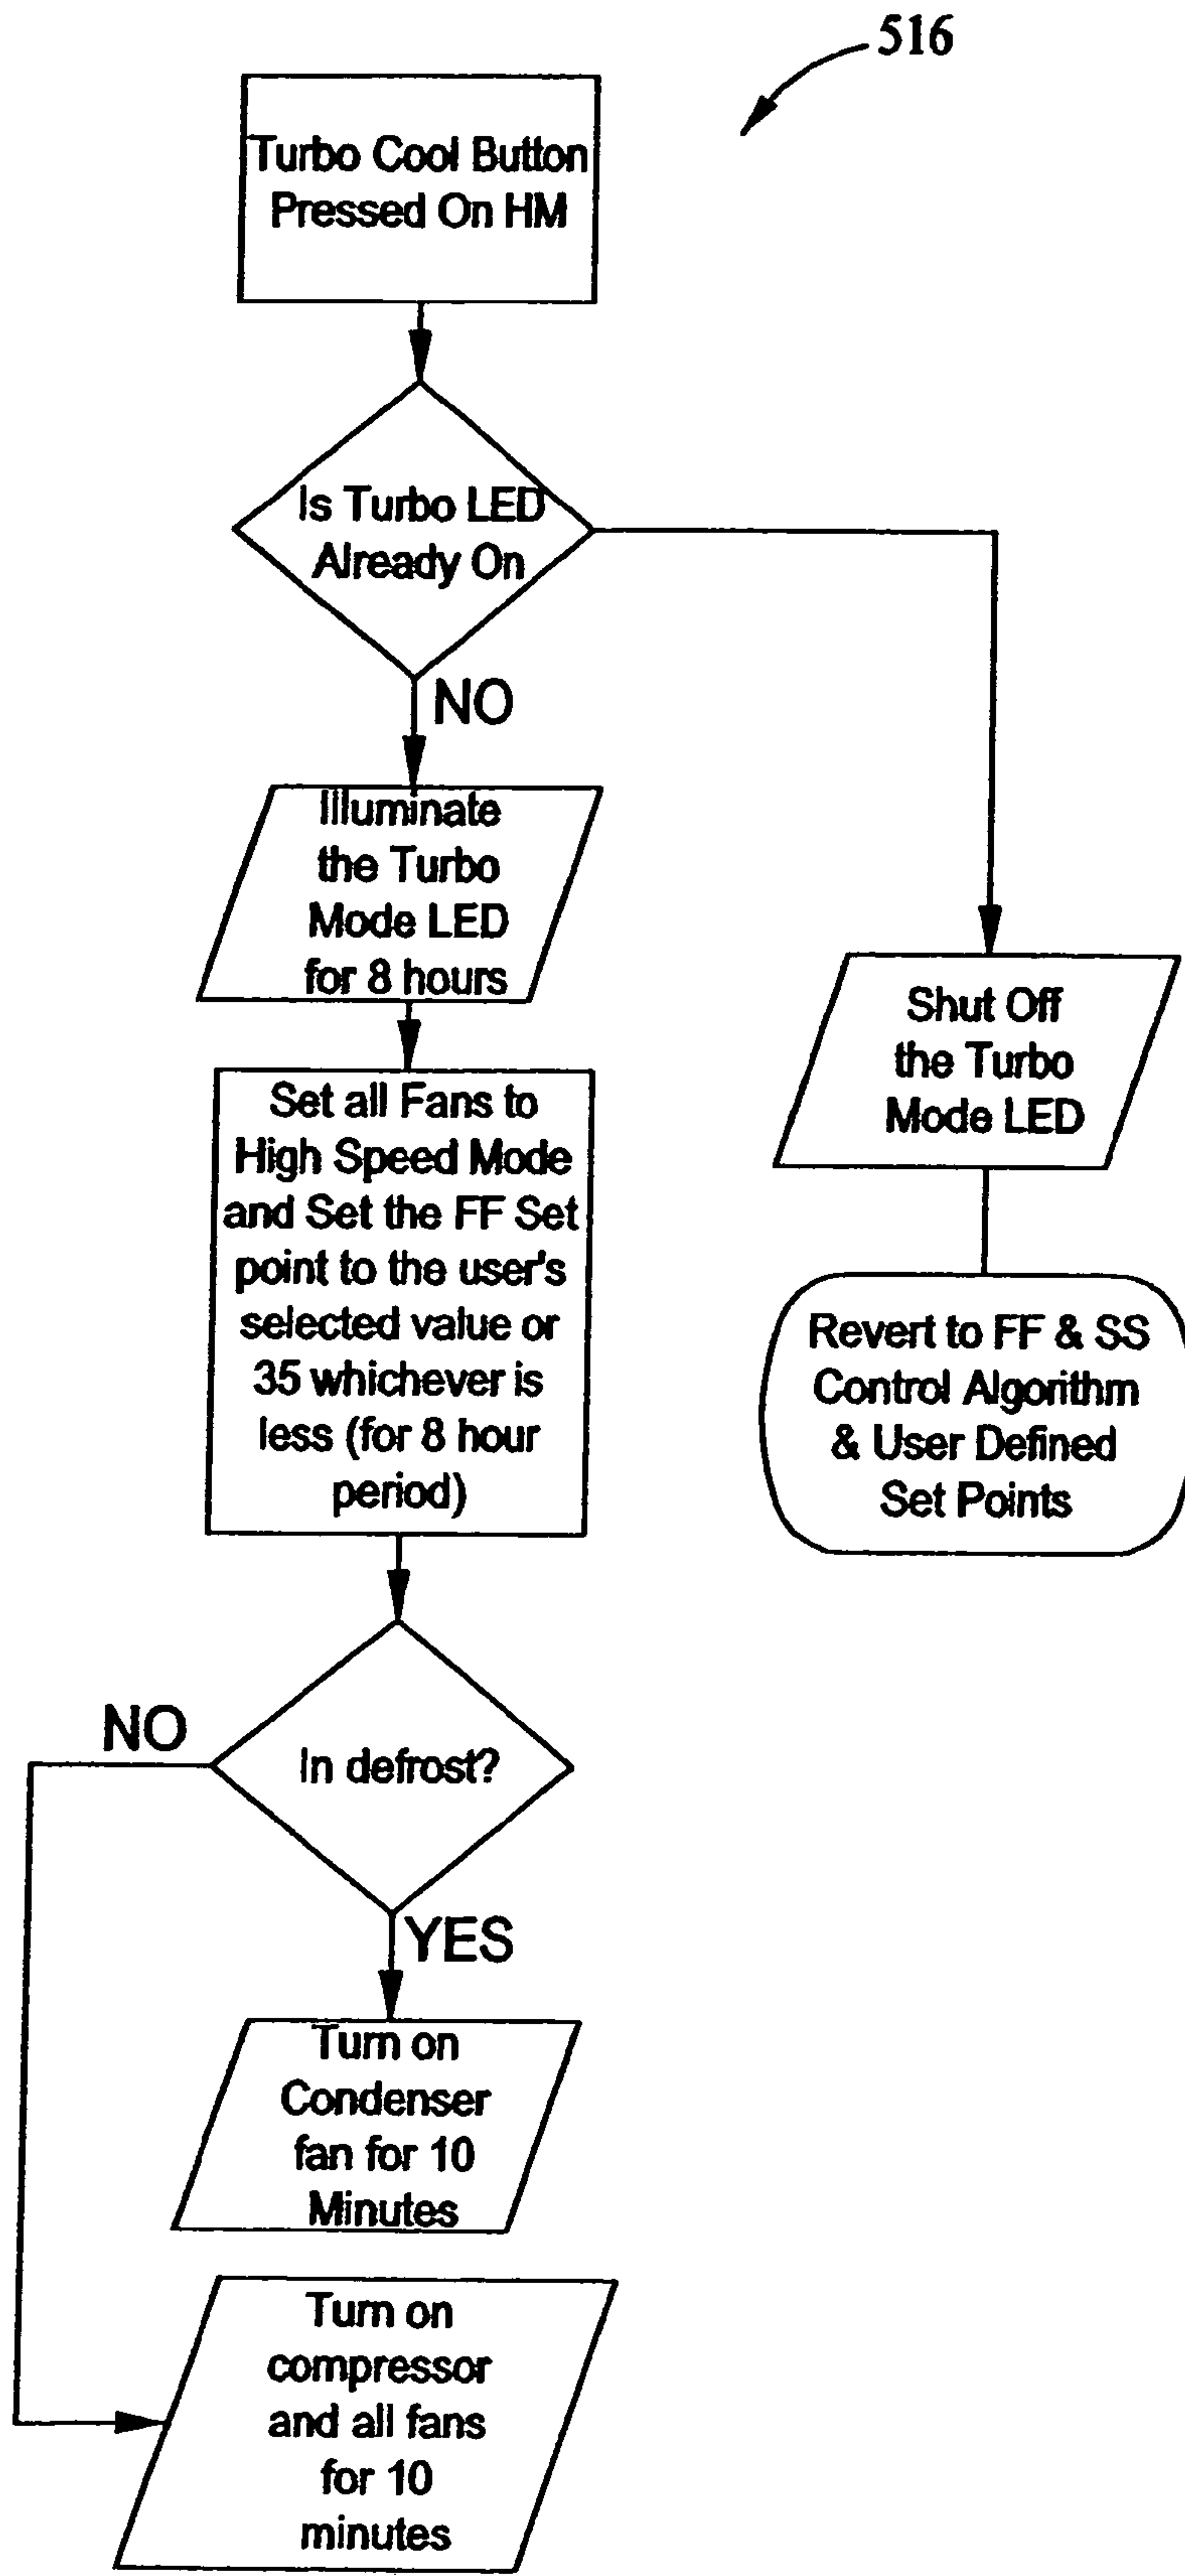 516
Turbo Cool Button
Pressed On HM
Is Turbo LED
Already On
NO
Illuminate
the Turbo
Mode LED
for 8 hours
Shut Off
the Turbo
Mode LED
Set all Fans to
High Speed Mode
and Set the FF Set
point to the user's
selected value or
35 whichever is
less (for 8 hour
period)
Revert to FF & SS
Control Algorithm
& User Defined
Set Points
NO
In defrost?
YES
Turn on
Condenser
fan for 10
Minutes
Turn on
compressor
and all fans
for 10
minutes